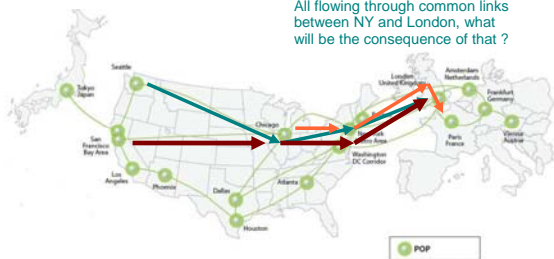 All flowing through common links
between NY and London, what
will be the consequence of that ?
Seattle
Tokyo
Japan
San
Francisco
Bay Area
Los
Angeles
Phoenix
Dallas
Houston
Atlanta
Chicago
New York
Metro Area
Washington
DC Corridor
London
United Kingdom
Amsterdam
Netherlands
Frankfurt
Germany
Paris
France
Vienna
Austria
POP